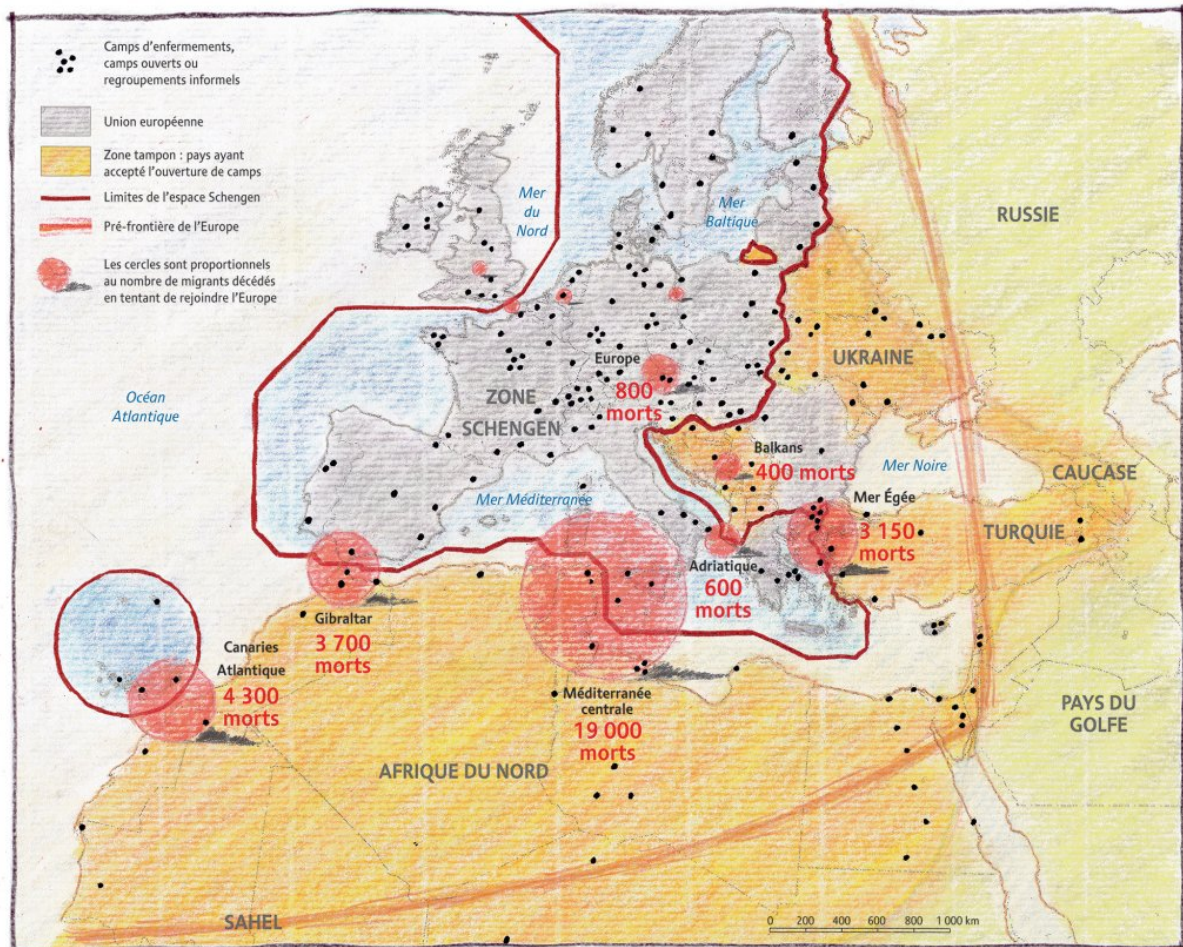 Camps d'enfermements,
camps ouverts ou
regroupements informels
Union européenne
Zone tampon : pays ayant
accepté l'ouverture de camps
Limites de l'espace Schengen
Pré-frontière de l'Europe
Les cercles sont proportionnels
au nombre de migrants décédés
en tentant de rejoindre l'Europe
Mer
du
Nord
Mer
Baltique
RUSSIE
Océan
Atlantique
UKRAINE
Europe
800
morts
ZONE
SCHENGEN
Balkans
400 morts
Mer Noire
CAUCASE
Mer Méditerranée
Mer Égée
3 150
morts
TURQUIE
Adriatique
600
morts
Gibraltar
3 700
morts
Canaries
Atlantique
4 300
morts
Méditerranée
centrale
19 000
morts
PAYS DU
GOLFE
AFRIQUE DU NORD
SAHEL
0 200 400 600 800 1 000 km